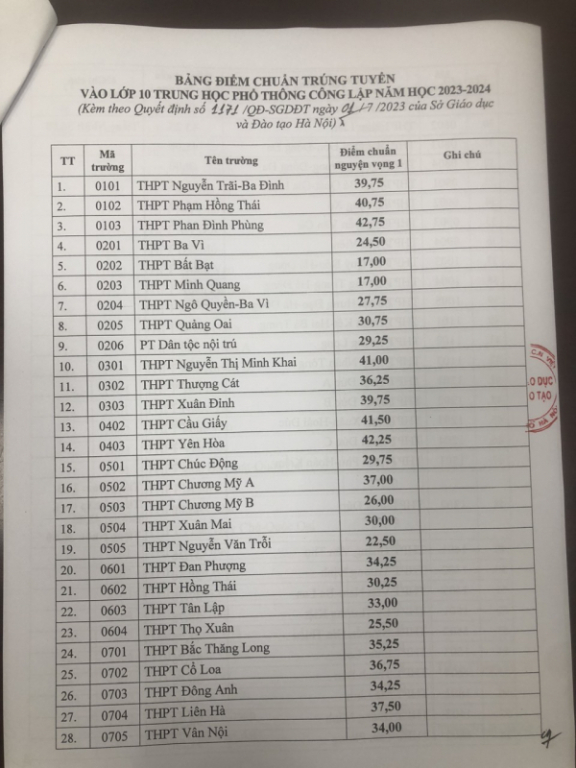 BẢNG ĐIỂM CHUẨN TRÚNG TUYỂN
VÀO LỚP 10 TRUNG HỌC PHỔ THÔNG CÔNG LẬP NĂM HỌC 2023-2024
(Kèm theo Quyết định số 1171/QĐ-SGDĐT ngày 01/7/2023 của Sở Giáo dục
và Đào tạo Hà Nội)
TT Mã trường Tên trường Điểm chuẩn nguyện vọng 1 Ghi chú
1. 0101 THPT Nguyễn Trãi-Ba Đình 39,75
2. 0102 THPT Phạm Hồng Thái 40,75
3. 0103 THPT Phan Đình Phùng 42,75
4. 0201 THPT Ba Vì 24,50
5. 0202 THPT Bất Bạt 17,00
6. 0203 THPT Minh Quang 17,00
7. 0204 THPT Ngô Quyền-Ba Vì 27,75
8. 0205 THPT Quảng Oai 30,75
9. 0206 PT Dân tộc nội trú 29,25
10. 0301 THPT Nguyễn Thị Minh Khai 41,00
11. 0302 THPT Thượng Cát 36,25
12. 0303 THPT Xuân Đỉnh 39,75
13. 0402 THPT Cầu Giấy 41,50
14. 0403 THPT Yên Hòa 42,25
15. 0501 THPT Chúc Động 29,75
16. 0502 THPT Chương Mỹ A 37,00
17. 0503 THPT Chương Mỹ B 26,00
18. 0504 THPT Xuân Mai 30,00
19. 0505 THPT Nguyễn Văn Trỗi 22,50
20. 0601 THPT Đan Phượng 34,25
21. 0602 THPT Hồng Thái 30,25
22. 0603 THPT Tân Lập 33,00
23. 0604 THPT Thọ Xuân 25,50
24. 0701 THPT Bắc Thăng Long 35,25
25. 0702 THPT Cổ Loa 36,75
26. 0703 THPT Đông Anh 34,25
27. 0704 THPT Liên Hà 37,50
28. 0705 THPT Vân Nội 34,00
O DỤC
O TẠO